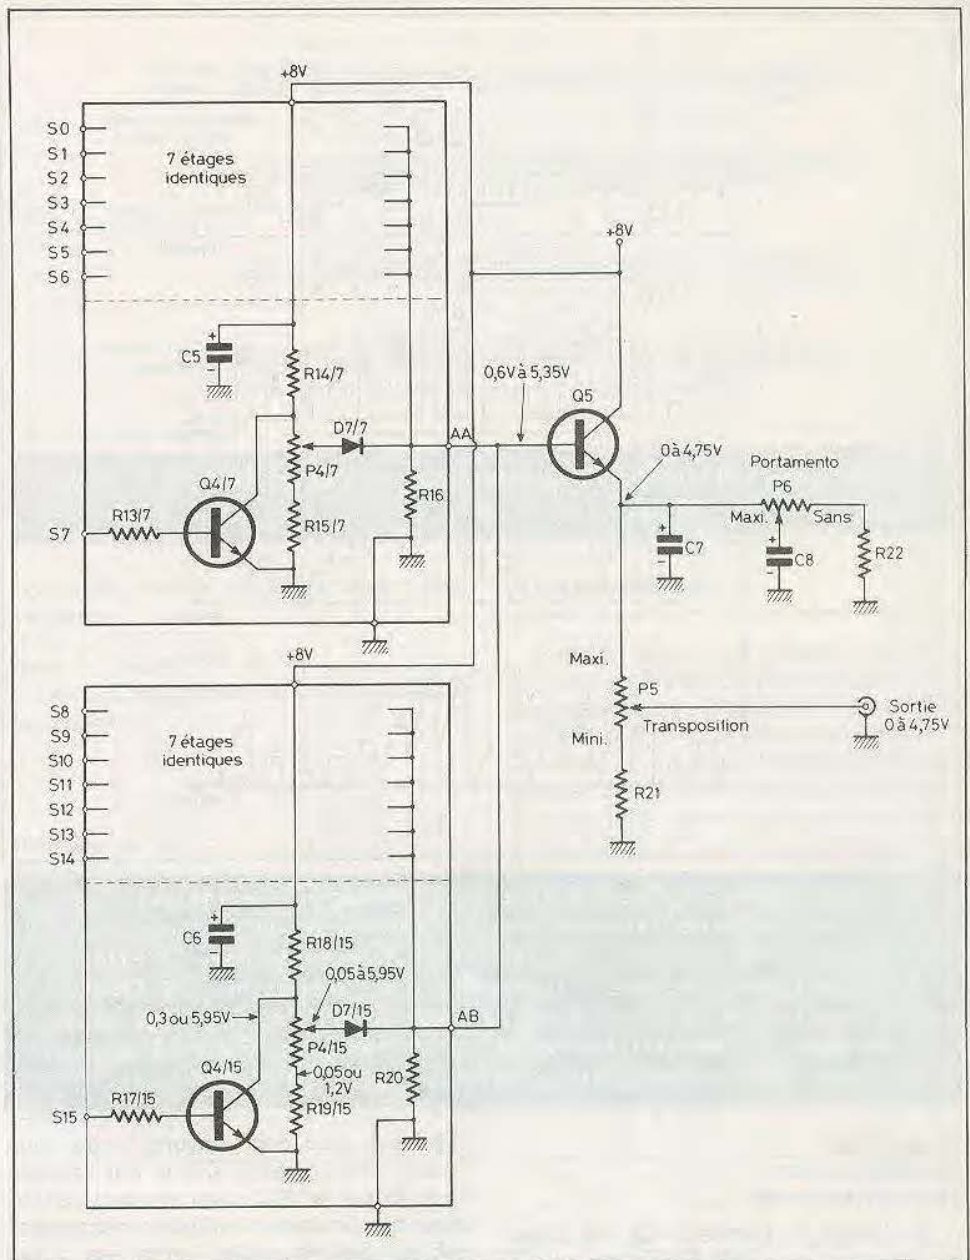 +8V
S0
S1
S2
S3
S4
S5
S6
7 étages
identiques
+8V
C5
+
-
R14/7
D7/7
AA
0,6V à 5,35V
Q5
0 à 4,75V
Portamento
P6
Maxi.
Sans
P4/7
Q4/7
R13/7
S7
R15/7
R16
+
-
C7
+
-
C8
R22
+8V
Maxi.
P5
Mini.
Transposition
Sortie
0 à 4,75V
R21
S8
S9
S10
S11
S12
S13
S14
7 étages
identiques
C6
+
-
R18/15
0,05 à 5,95V
D7/15
AB
0,3 ou 5,95V
P4/15
Q4/15
0,05 ou
1,2V
R20
R17/15
S15
R19/15